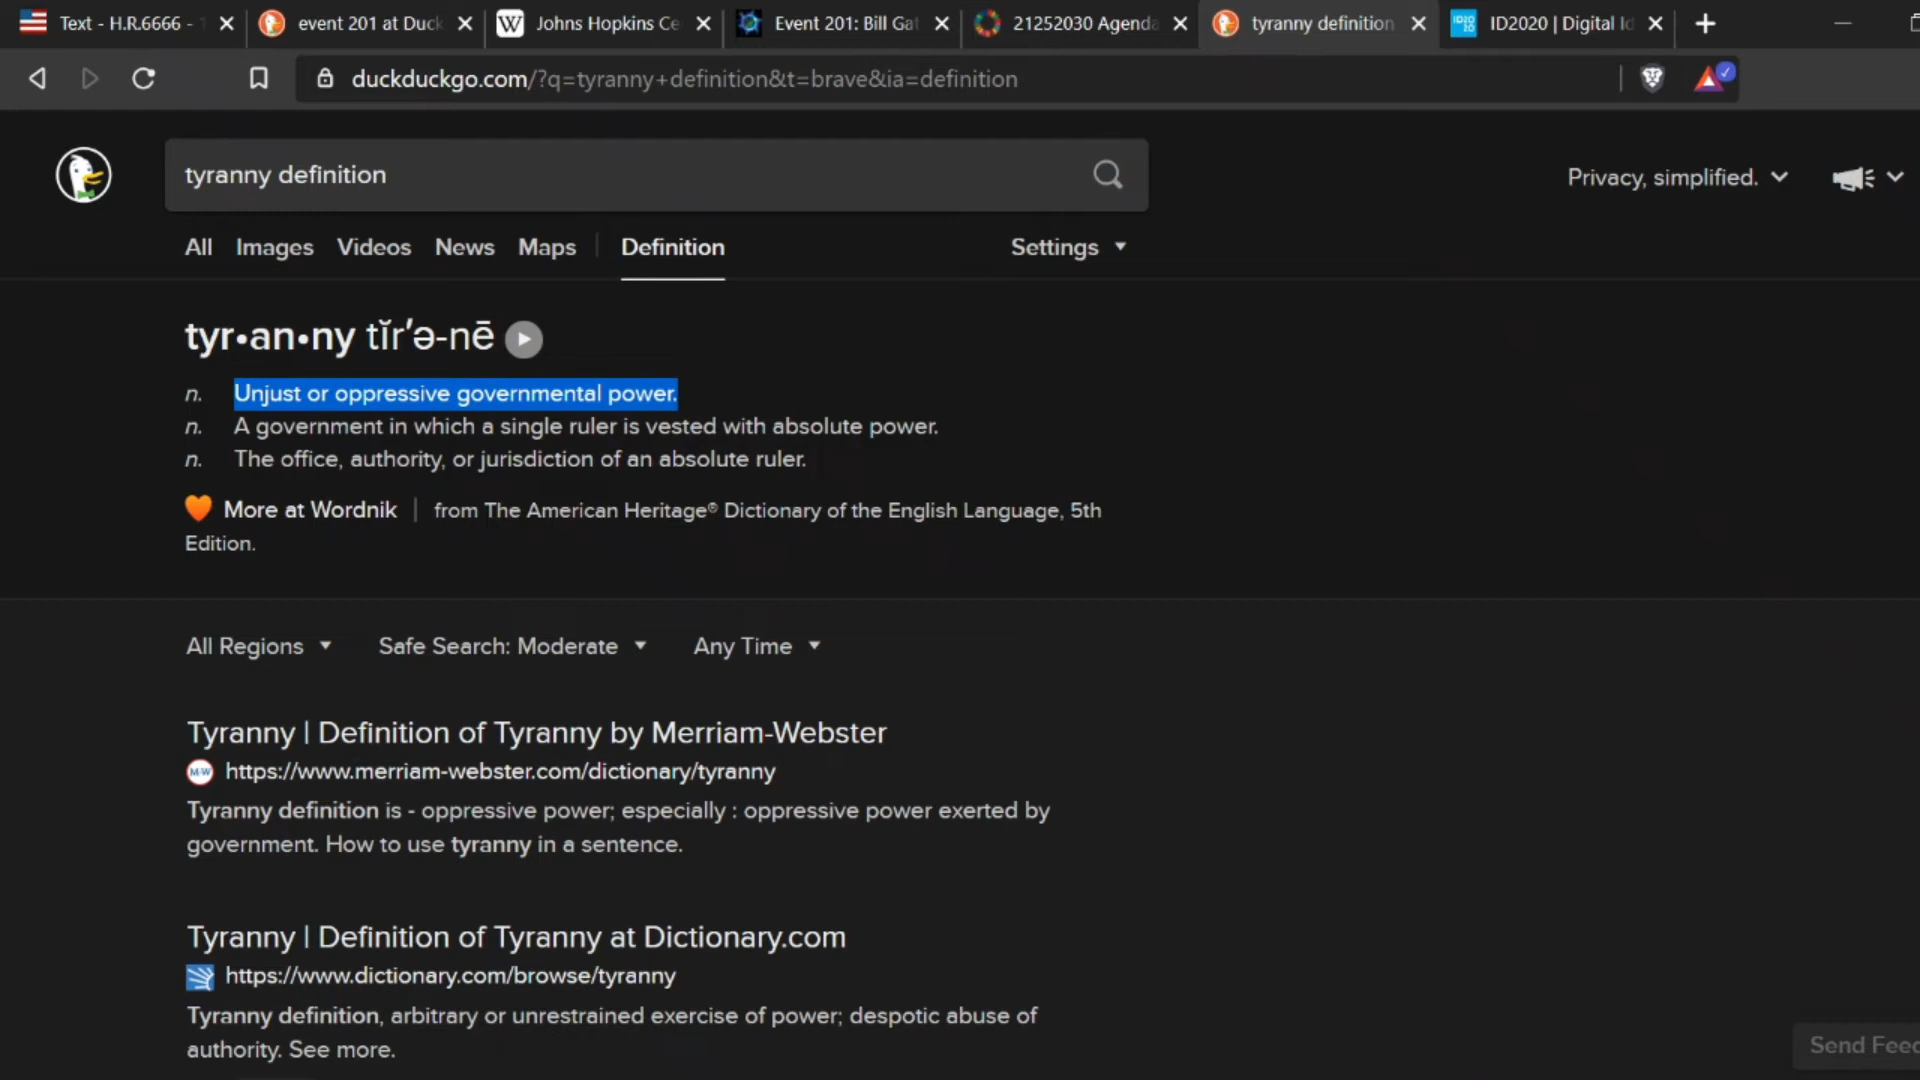 Text - H.R.6666 -
event 201 at Duck
W Johns Hopkins Ce
Event 201: Bill Gat
21252030 Agenda
tyranny definition
ID2020 | Digital Id
duckduckgo.com/?q=tyranny+definition&t=brave&ia=definition
tyranny definition
Privacy, simplified.
All Images Videos News Maps Definition Settings
tyr•an•ny tĭr′ə-nē
n. Unjust or oppressive governmental power.
n. A government in which a single ruler is vested with absolute power.
n. The office, authority, or jurisdiction of an absolute ruler.
More at Wordnik | from The American Heritage® Dictionary of the English Language, 5th
Edition.
All Regions Safe Search: Moderate Any Time
Tyranny | Definition of Tyranny by Merriam-Webster
M-W https://www.merriam-webster.com/dictionary/tyranny
Tyranny definition is - oppressive power; especially : oppressive power exerted by
government. How to use tyranny in a sentence.
Tyranny | Definition of Tyranny at Dictionary.com
https://www.dictionary.com/browse/tyranny
Tyranny definition, arbitrary or unrestrained exercise of power; despotic abuse of
authority. See more.
Send Feed